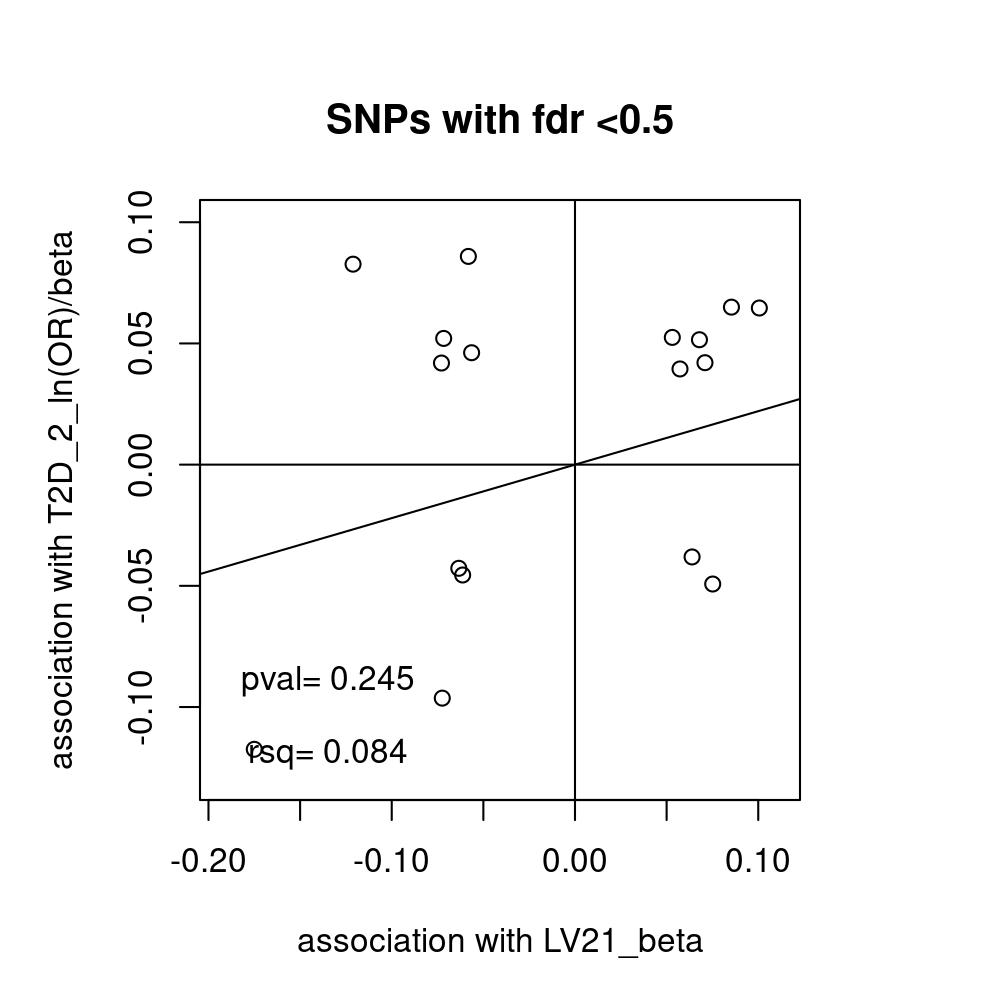 SNPs with fdr <0.5
association with T2D_2_ln(OR)/beta
0.10
0.05
0.00
-0.05
-0.10
pval= 0.245
rsq= 0.084
-0.20
-0.10
0.00
0.10
association with LV21_beta